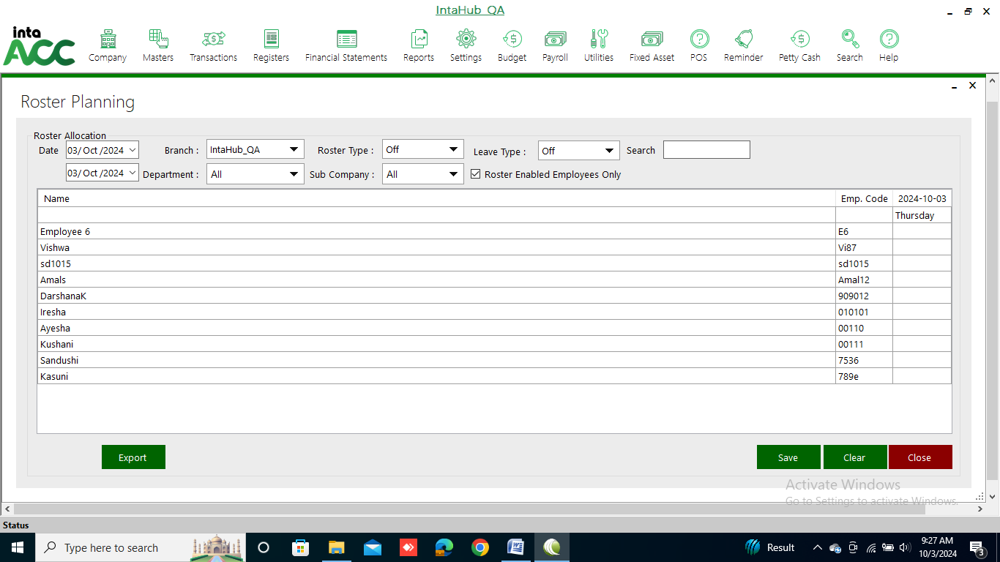 IntaHub_QA
inta
ACC
Company Masters Transactions Registers Financial Statements Reports Settings Budget Payroll Utilities Fixed Asset POS Reminder Petty Cash Search Help
Roster Planning
Roster Allocation
Date 03/ Oct /2024 Branch : IntaHub_QA Roster Type : Off Leave Type : Off Search
03/ Oct /2024 Department : All Sub Company : All Roster Enabled Employees Only
Name Emp. Code 2024-10-03
Thursday
Employee 6 E6
Vishwa Vi87
sd1015 sd1015
Amals Amal12
DarshanaK 909012
Iresha 010101
Ayesha 00110
Kushani 00111
Sandushi 7536
Kasuni 789e
Export Save Clear Close
Activate Windows
Go to Settings to activate Windows.
Status
Type here to search Result 9:27 AM
10/3/2024 3